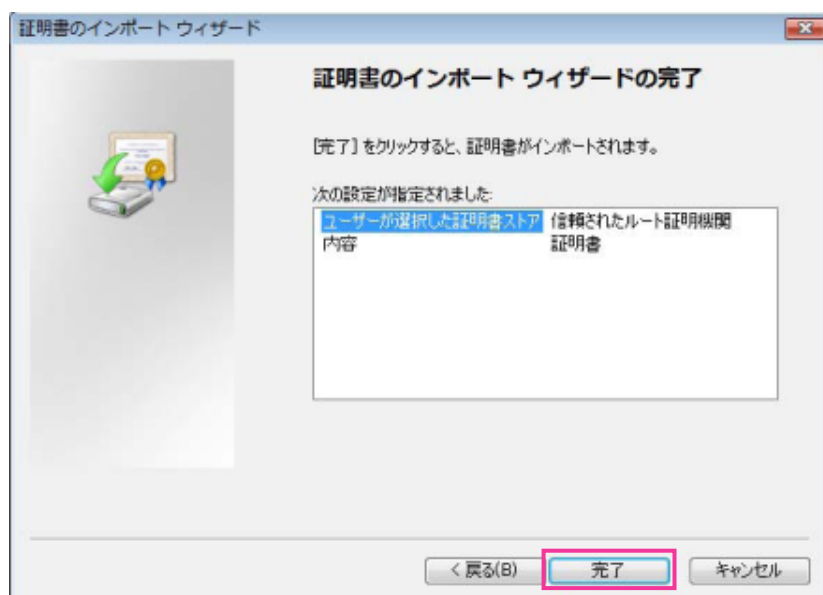 証明書のインポート ウィザード
証明書のインポート ウィザードの完了
[完了] をクリックすると、証明書がインポートされます。
次の設定が指定されました:
ユーザーが選択した証明書ストア 信頼されたルート証明機関
内容 証明書
< 戻る(B) 完了 キャンセル